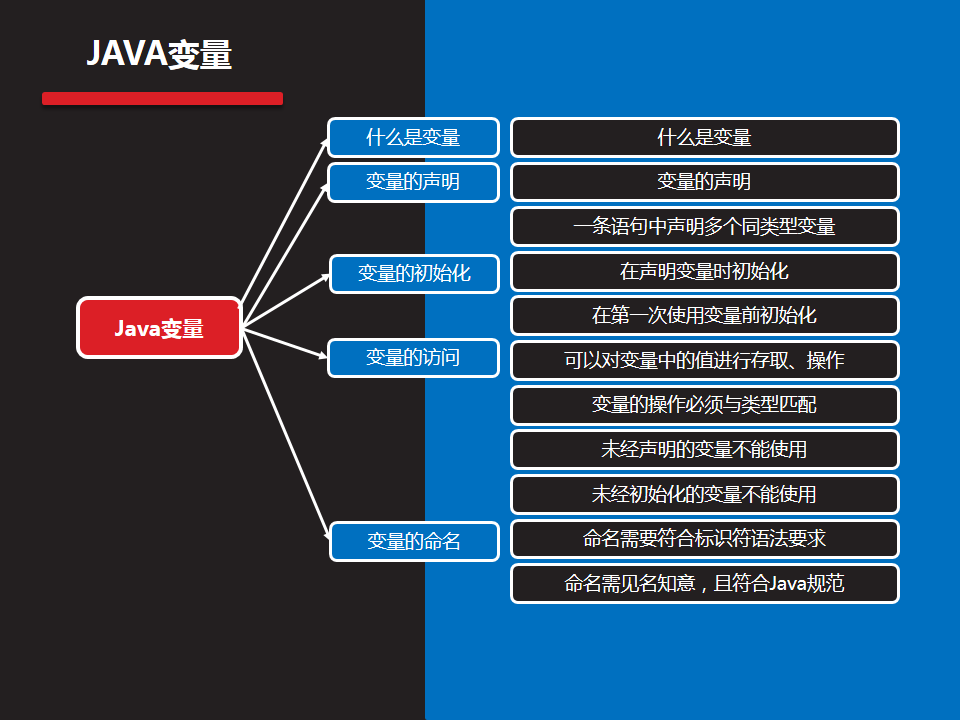 JAVA变量
Java变量
什么是变量
变量的声明
变量的初始化
变量的访问
变量的命名
什么是变量
变量的声明
一条语句中声明多个同类型变量
在声明变量时初始化
在第一次使用变量前初始化
可以对变量中的值进行存取、操作
变量的操作必须与类型匹配
未经声明的变量不能使用
未经初始化的变量不能使用
命名需要符合标识符语法要求
命名需见名知意，且符合Java规范